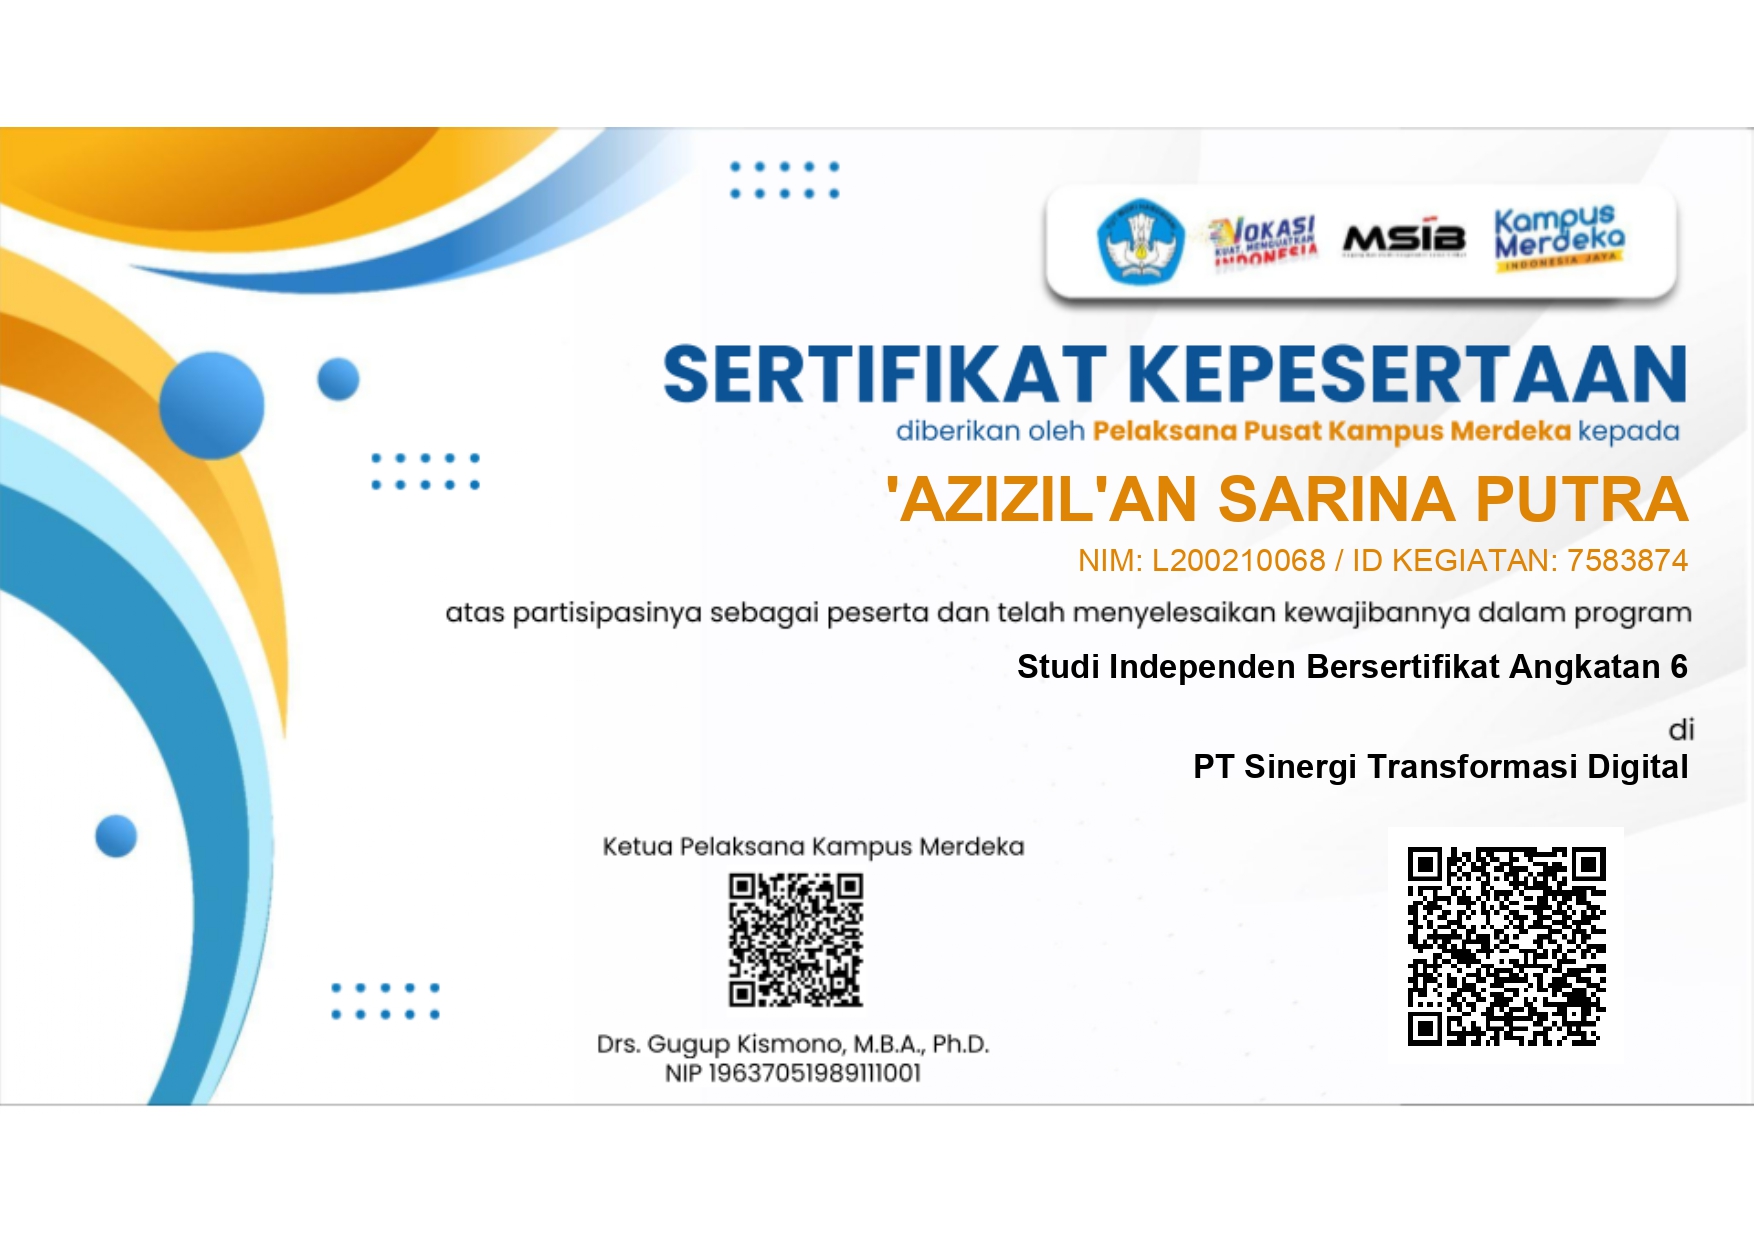 VOKASI
KUAT, MENGUATKAN
INDONESIA
MSIB
Kampus
Merdeka
INDONESIA JAYA
SERTIFIKAT KEPESERTAAN
diberikan oleh Pelaksana Pusat Kampus Merdeka kepada
'AZIZIL'AN SARINA PUTRA
NIM: L200210068 / ID KEGIATAN: 7583874
atas partisipasinya sebagai peserta dan telah menyelesaikan kewajibannya dalam program
Studi Independen Bersertifikat Angkatan 6
di
PT Sinergi Transformasi Digital
Ketua Pelaksana Kampus Merdeka
Drs. Gugup Kismono, M.B.A., Ph.D.
NIP 19637051989111001